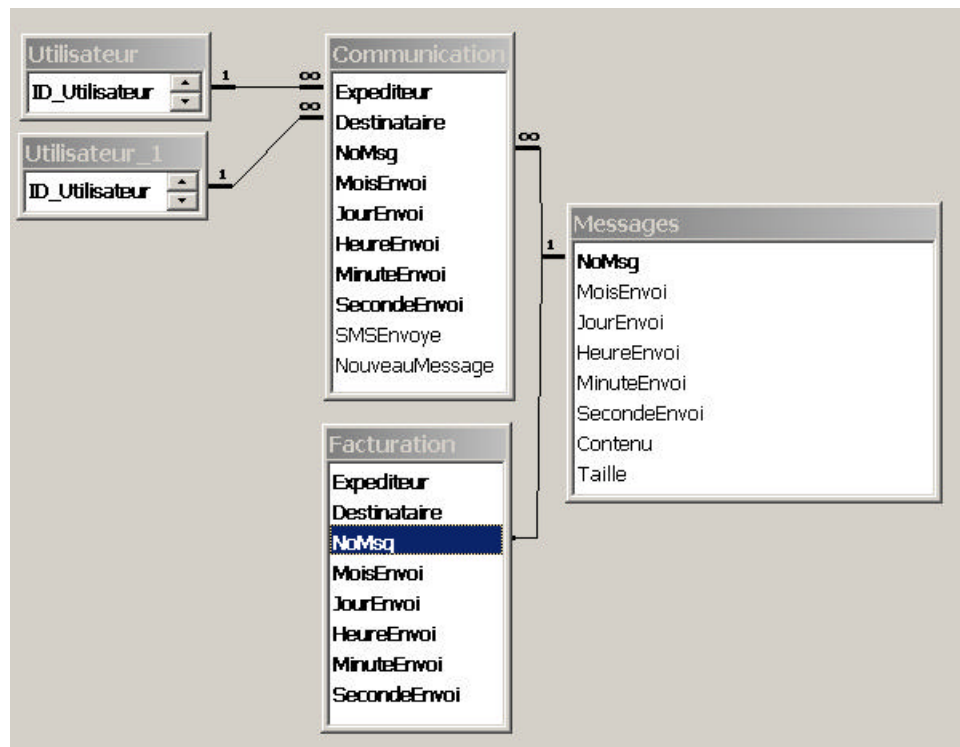 Utilisateur
ID_Utilisateur
Utilisateur_1
ID_Utilisateur
1
∞
∞
1
Communication
Expediteur
Destinataire
NoMsg
MoisEnvoi
JourEnvoi
HeureEnvoi
MinuteEnvoi
SecondeEnvoi
SMSEnvoye
NouveauMessage
∞
1
Messages
NoMsg
MoisEnvoi
JourEnvoi
HeureEnvoi
MinuteEnvoi
SecondeEnvoi
Contenu
Taille
Facturation
Expediteur
Destinataire
NoMsg
MoisEnvoi
JourEnvoi
HeureEnvoi
MinuteEnvoi
SecondeEnvoi